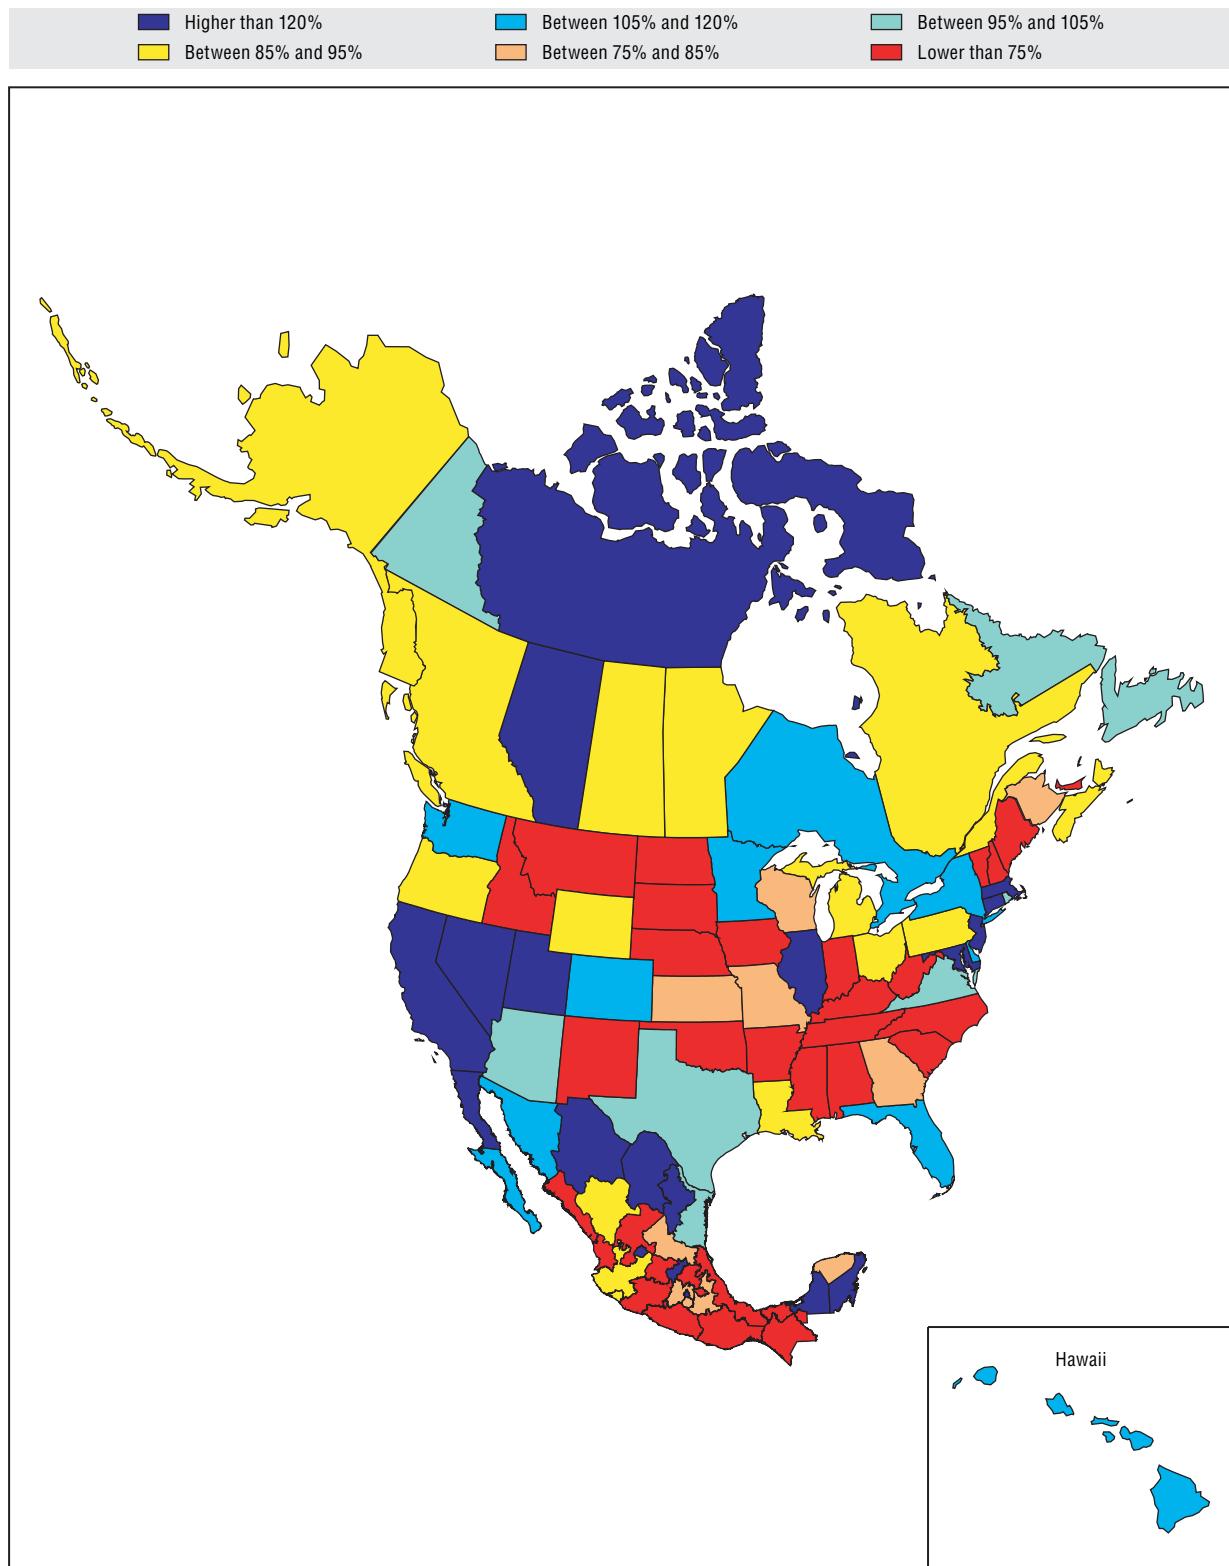 Higher than 120%
Between 105% and 120%
Between 95% and 105%
Between 85% and 95%
Between 75% and 85%
Lower than 75%
Hawaii